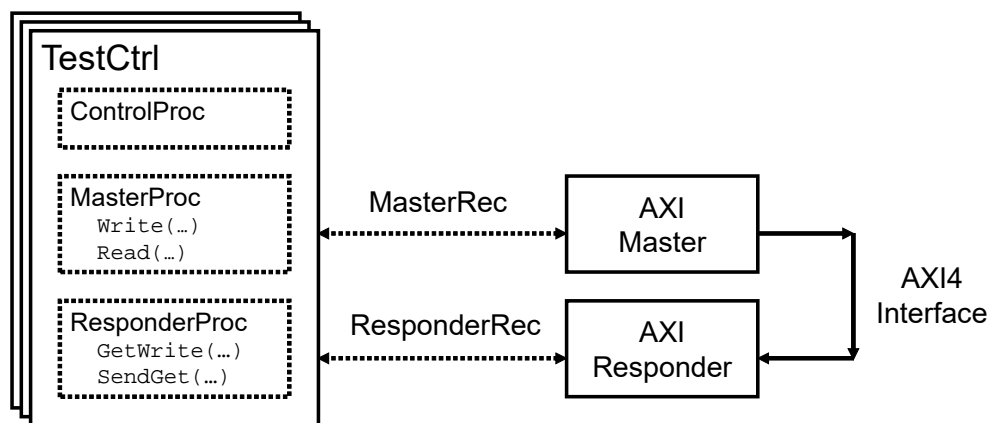 TestCtrl
ControlProc
MasterProc
Write(…)
Read(…)
ResponderProc
GetWrite(…)
SendGet(…)
MasterRec
ResponderRec
AXI
Master
AXI
Responder
AXI4
Interface